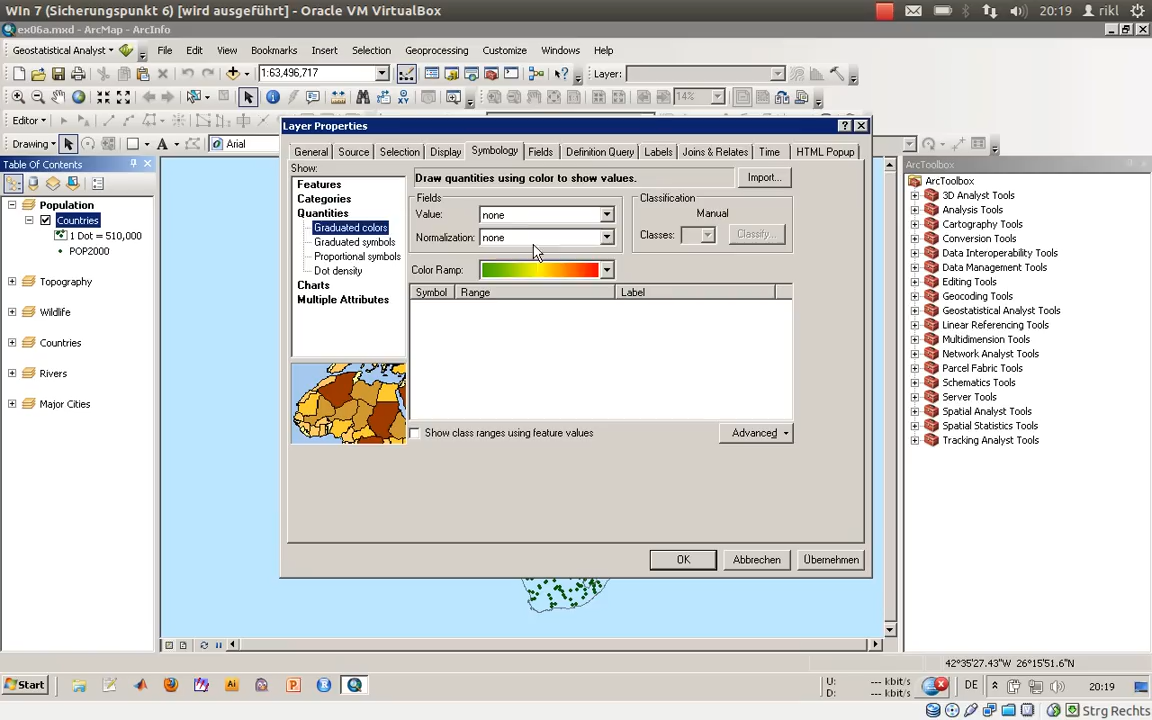 Win 7 (Sicherungspunkt 6) [wird ausgeführt] - Oracle VM VirtualBox
20:19 rikl
ex06a.mxd - ArcMap - ArcInfo
Geostatistical Analyst File Edit View Bookmarks Insert Selection Geoprocessing Customize Windows Help
1:63,496,717 Layer:
14%
Editor
Drawing Arial
Table Of Contents
Population
Countries
1 Dot = 510,000
POP2000
Topography
Wildlife
Countries
Rivers
Major Cities
Layer Properties
General Source Selection Display Symbology Fields Definition Query Labels Joins & Relates Time HTML Popup
Show:
Features
Categories
Quantities
Graduated colors
Graduated symbols
Proportional symbols
Dot density
Charts
Multiple Attributes
Draw quantities using color to show values.
Import...
Fields
Value: none
Normalization: none
Classification
Manual
Classes: Classify...
Color Ramp:
Symbol Range Label
Show class ranges using feature values
Advanced
OK Abbrechen Übernehmen
ArcToolbox
ArcToolbox
3D Analyst Tools
Analysis Tools
Cartography Tools
Conversion Tools
Data Interoperability Tools
Data Management Tools
Editing Tools
Geocoding Tools
Geostatistical Analyst Tools
Linear Referencing Tools
Multidimension Tools
Network Analyst Tools
Parcel Fabric Tools
Schematics Tools
Server Tools
Spatial Analyst Tools
Spatial Statistics Tools
Tracking Analyst Tools
42°35'27.43"W 26°15'51.6"N
Start
U: --- kbit/s
D: --- kbit/s
DE
20:19
Strg Rechts